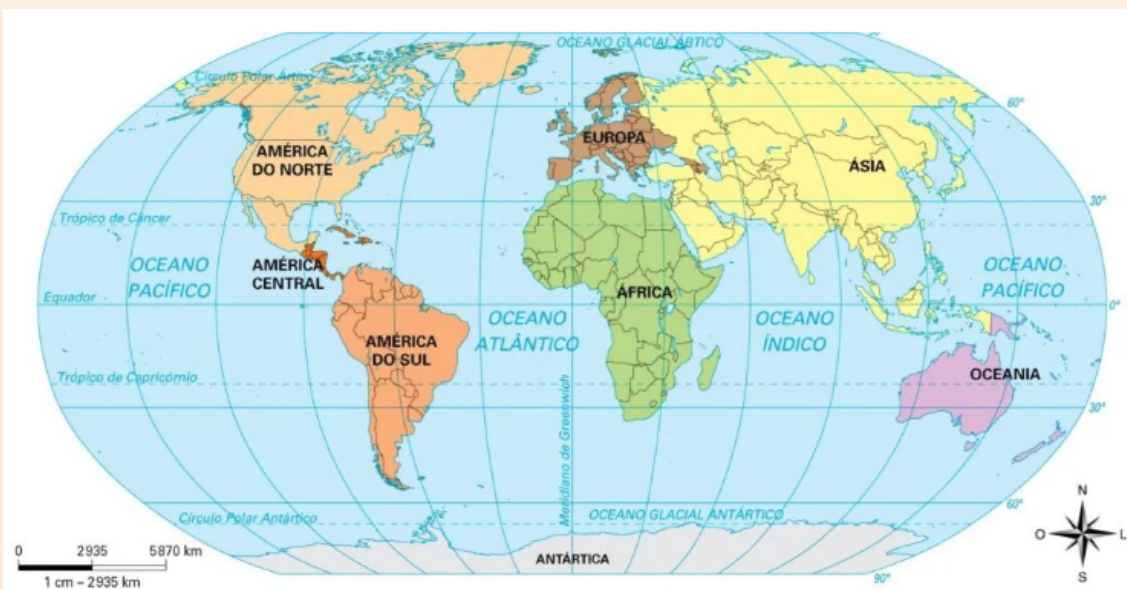 OCEANO GLACIAL ÁRTICO
Círculo Polar Ártico
60°
EUROPA
AMÉRICA
DO NORTE
ÁSIA
30°
Trópico de Câncer
OCEANO
PACÍFICO
AMÉRICA
CENTRAL
ÁFRICA
OCEANO
PACÍFICO
Equador
0°
OCEANO
ATLÂNTICO
OCEANO
ÍNDICO
AMÉRICA
DO SUL
OCEANIA
Trópico de Capricórnio
30°
Meridiano de Greenwich
60°
Círculo Polar Antártico
OCEANO GLACIAL ANTÁRTICO
ANTÁRTICA
90°
N
O
L
S
0 2935 5870 km
1 cm – 2935 km